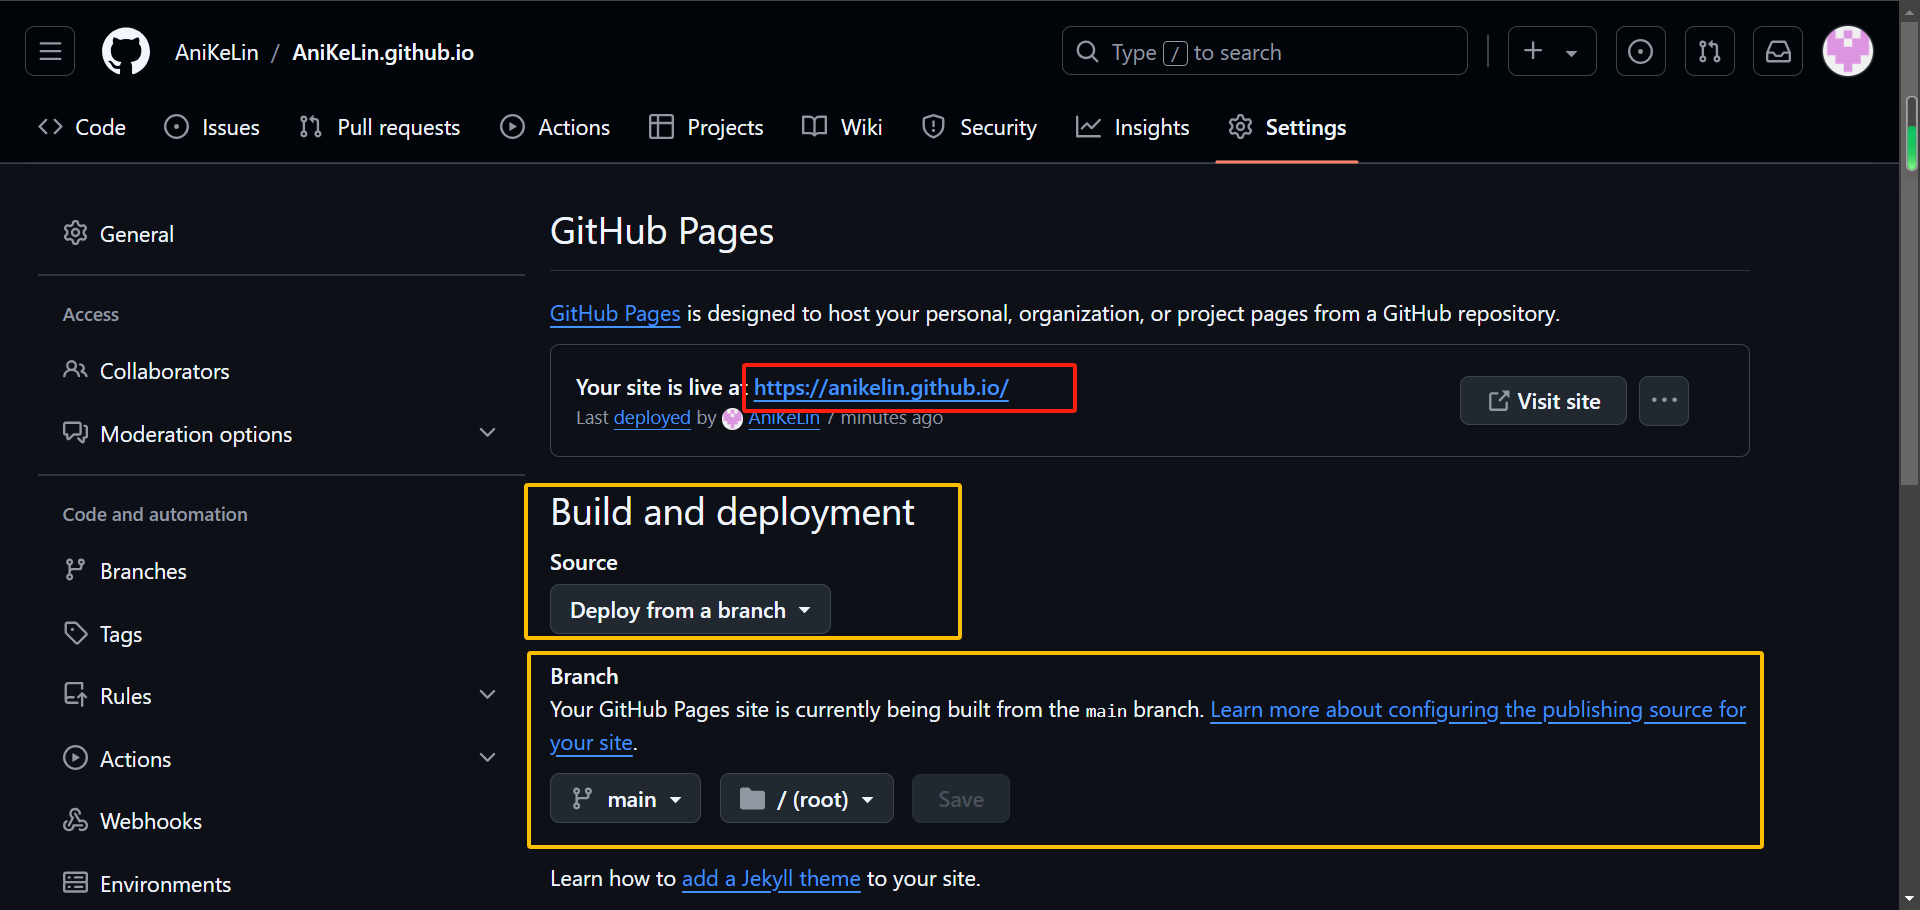 AniKeLin / AniKeLin.github.io
Type / to search
Code Issues Pull requests Actions Projects Wiki Security Insights Settings
General
Access
Collaborators
Moderation options
Code and automation
Branches
Tags
Rules
Actions
Webhooks
Environments
GitHub Pages
GitHub Pages is designed to host your personal, organization, or project pages from a GitHub repository.
Your site is live at https://anikelin.github.io/
Last deployed by AniKeLin 7 minutes ago
Visit site
Build and deployment
Source
Deploy from a branch
Branch
Your GitHub Pages site is currently being built from the main branch. Learn more about configuring the publishing source for
your site.
main / (root) Save
Learn how to add a Jekyll theme to your site.